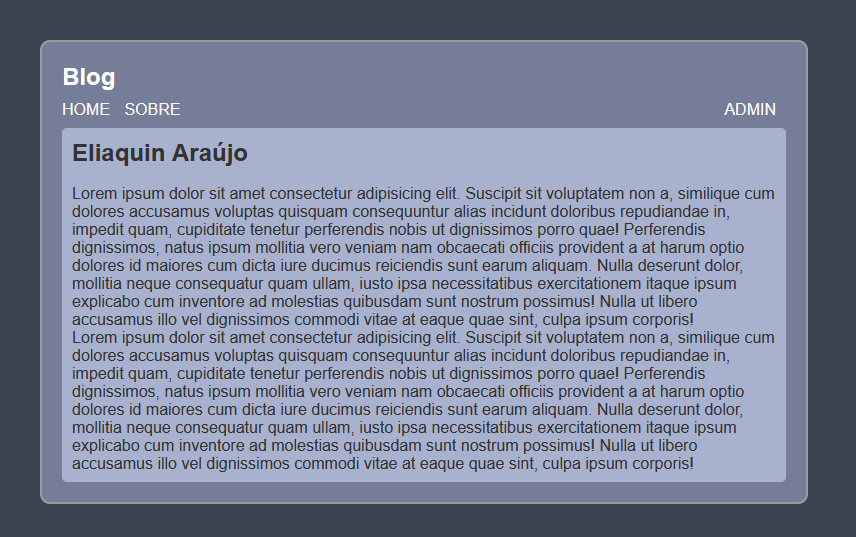 Blog
HOME SOBRE ADMIN
Eliaquin Araújo
Lorem ipsum dolor sit amet consectetur adipisicing elit. Suscipit sit voluptatem non a, similique cum
dolores accusamus voluptas quisquam consequuntur alias incidunt doloribus repudiandae in,
impedit quam, cupiditate tenetur perferendis nobis ut dignissimos porro quae! Perferendis
dignissimos, natus ipsum mollitia vero veniam nam obcaecati officiis provident a at harum optio
dolores id maiores cum dicta iure ducimus reiciendis sunt earum aliquam. Nulla deserunt dolor,
mollitia neque consequatur quam ullam, iusto ipsa necessitatibus exercitationem itaque ipsum
explicabo cum inventore ad molestias quibusdam sunt nostrum possimus! Nulla ut libero
accusamus illo vel dignissimos commodi vitae at eaque quae sint, culpa ipsum corporis!
Lorem ipsum dolor sit amet consectetur adipisicing elit. Suscipit sit voluptatem non a, similique cum
dolores accusamus voluptas quisquam consequuntur alias incidunt doloribus repudiandae in,
impedit quam, cupiditate tenetur perferendis nobis ut dignissimos porro quae! Perferendis
dignissimos, natus ipsum mollitia vero veniam nam obcaecati officiis provident a at harum optio
dolores id maiores cum dicta iure ducimus reiciendis sunt earum aliquam. Nulla deserunt dolor,
mollitia neque consequatur quam ullam, iusto ipsa necessitatibus exercitationem itaque ipsum
explicabo cum inventore ad molestias quibusdam sunt nostrum possimus! Nulla ut libero
accusamus illo vel dignissimos commodi vitae at eaque quae sint, culpa ipsum corporis!